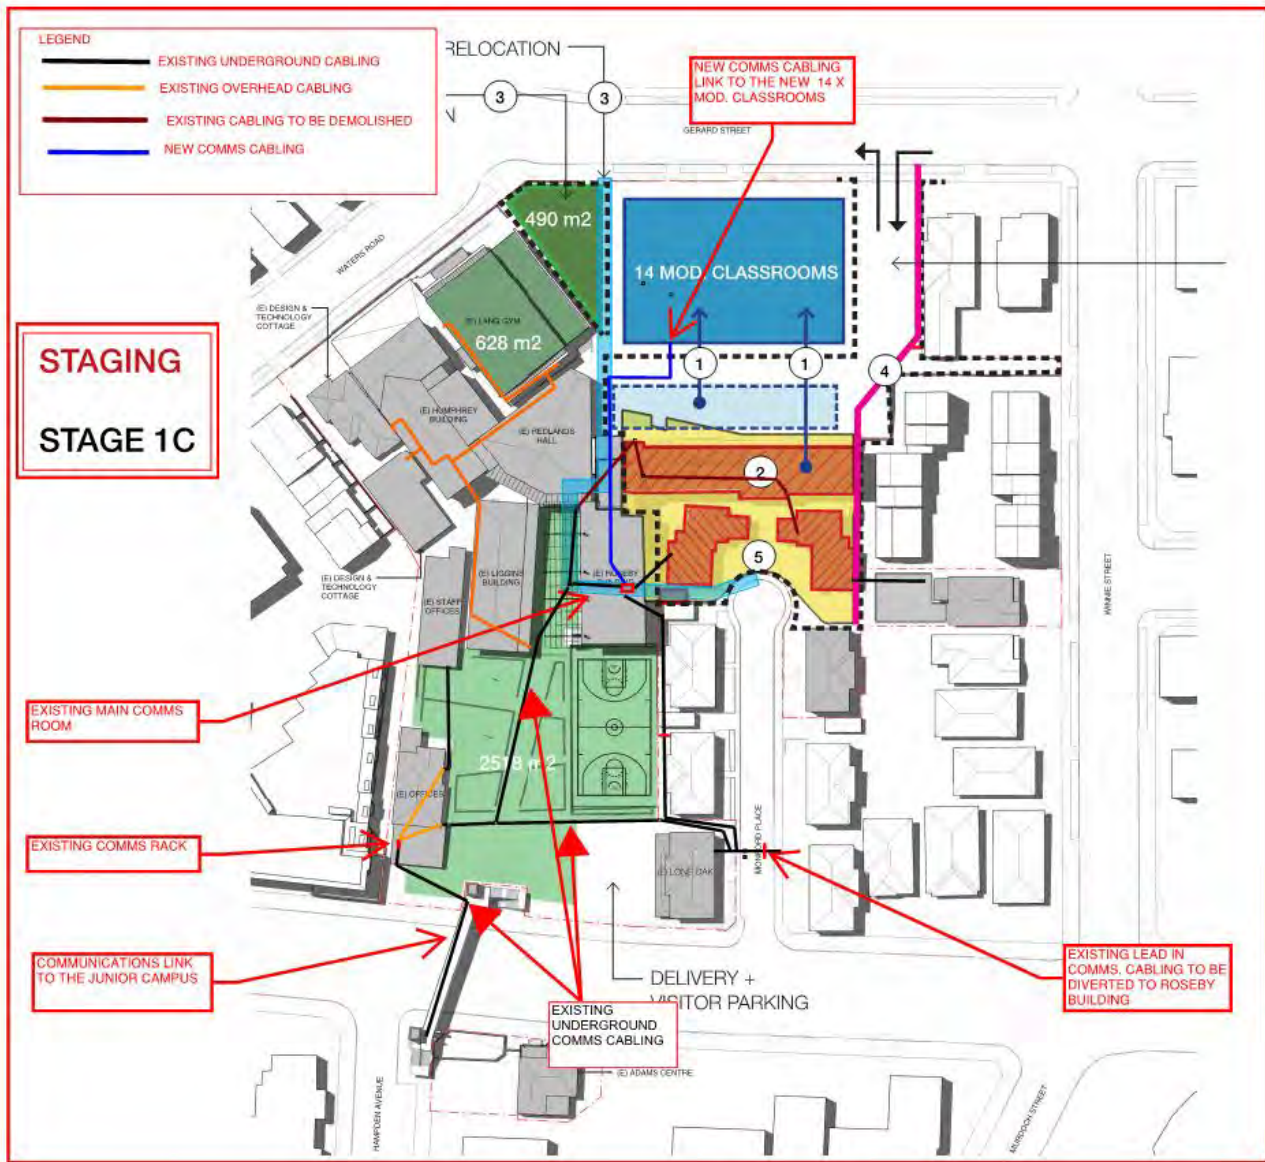 LEGEND
EXISTING UNDERGROUND CABLING
EXISTING OVERHEAD CABLING
EXISTING CABLING TO BE DEMOLISHED
NEW COMMS CABLING
RELOCATION
3
3
N
NEW COMMS CABLING
LINK TO THE NEW 14 X
MOD. CLASSROOMS
GERARD STREET
WATERS ROAD
490 m2
14 MOD. CLASSROOMS
(E) DESIGN &
TECHNOLOGY
COTTAGE
(E) LANG GYM
628 m2
STAGING
STAGE 1C
1
1
4
(E) HUMPHREY
BUILDING
(E) REDLANDS
HALL
2
5
(E) DESIGN &
TECHNOLOGY
COTTAGE
(E) LIGGINS
BUILDING
(E) STAFF
OFFICES
WINNIE STREET
EXISTING MAIN COMMS
ROOM
2518 m2
(E) OFFICES
EXISTING COMMS RACK
(E) LONE OAK
MONFORD PLACE
COMMUNICATIONS LINK
TO THE JUNIOR CAMPUS
DELIVERY +
VISITOR PARKING
EXISTING LEAD IN
COMMS. CABLING TO BE
DIVERTED TO ROSEBY
BUILDING
EXISTING
UNDERGROUND
COMMS CABLING
(E) ADAMS CENTRE
HAMPDEN AVENUE
MURDOCH STREET